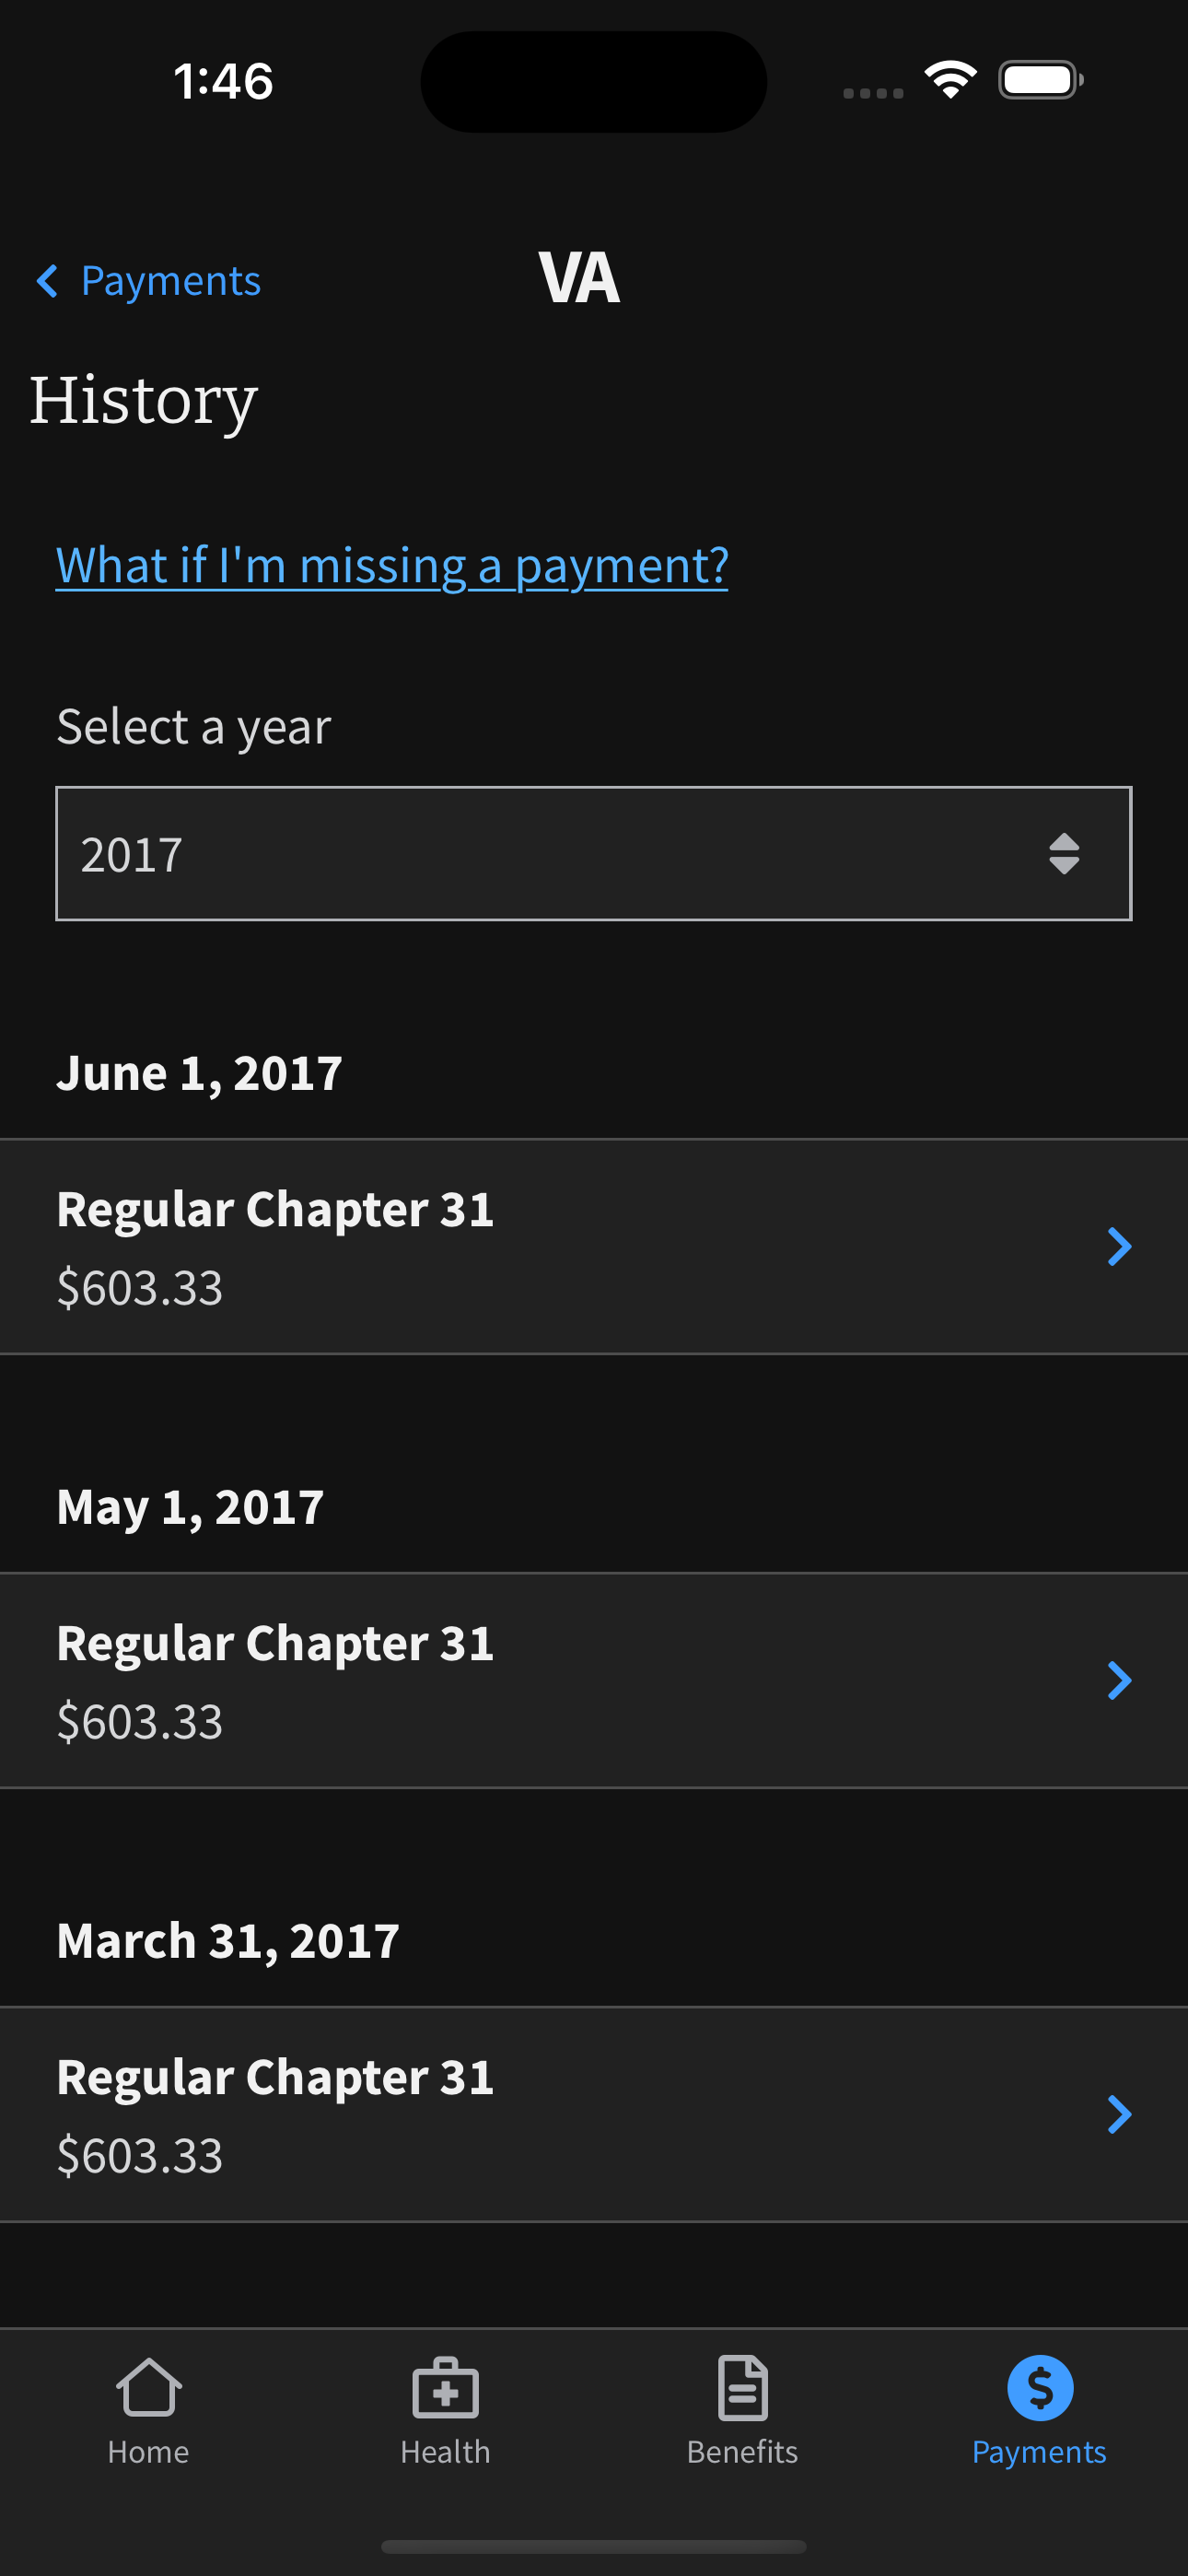 1:46
Payments
VA
History
What if I'm missing a payment?
Select a year
2017
June 1, 2017
Regular Chapter 31
$603.33
May 1, 2017
Regular Chapter 31
$603.33
March 31, 2017
Regular Chapter 31
$603.33
Home
Health
Benefits
Payments